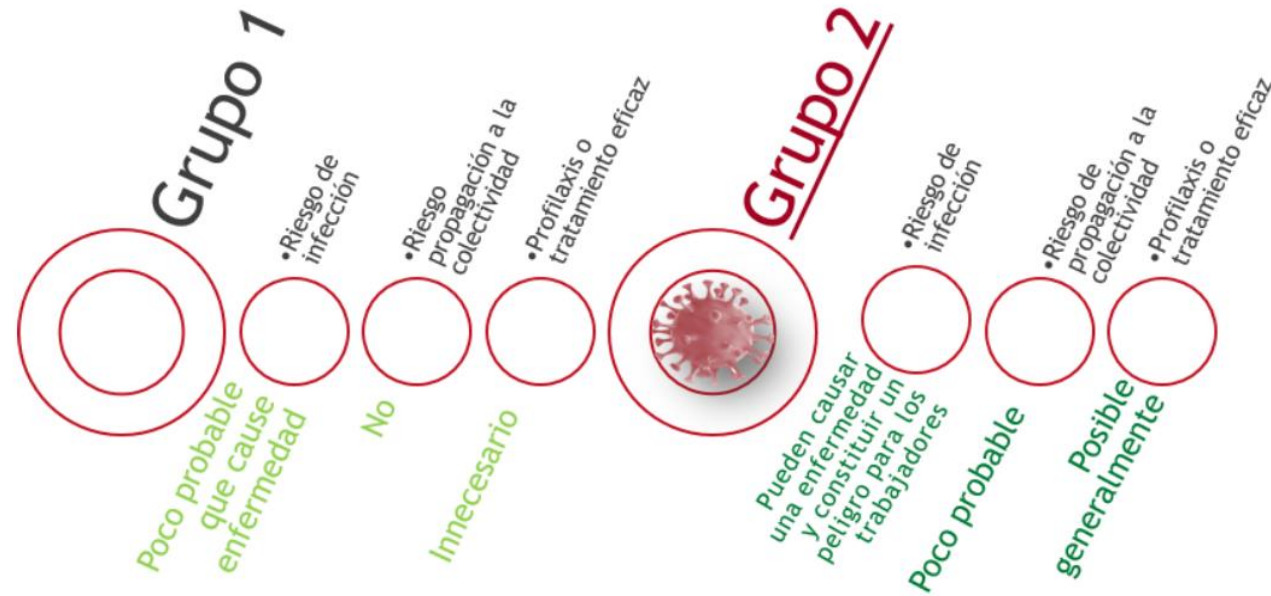 Grupo 1
•Riesgo de
infección
•Riesgo
propagación a la
colectividad
•Profilaxis o
tratamiento eficaz
Poco probable
que cause
enfermedad
No
Innecesario
Grupo 2
•Riesgo de
infección
•Riesgo de
propagación a la
colectividad
•Profilaxis o
tratamiento eficaz
Pueden causar
una enfermedad
y constituir un
peligro para los
trabajadores
Poco probable
Posible
generalmente